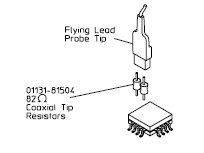 Flying Lead
Probe Tip
01131-81504
82Ω
Coaxial Tip
Resistors